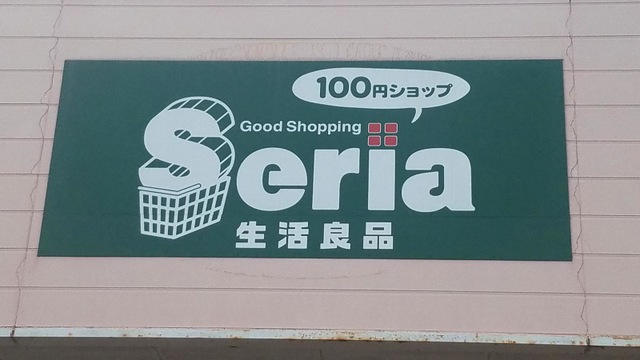 100円ショップ
Good Shopping
Seria
生活良品